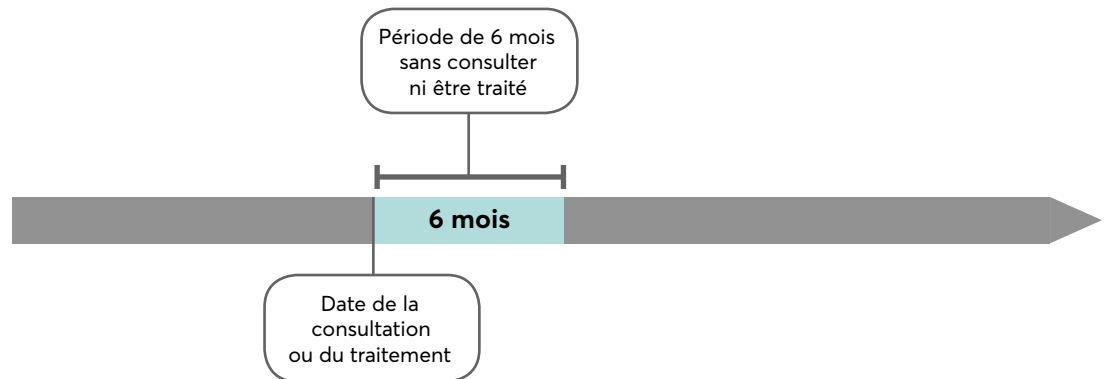 Période de 6 mois
sans consulter
ni être traité
6 mois
Date de la
consultation
ou du traitement